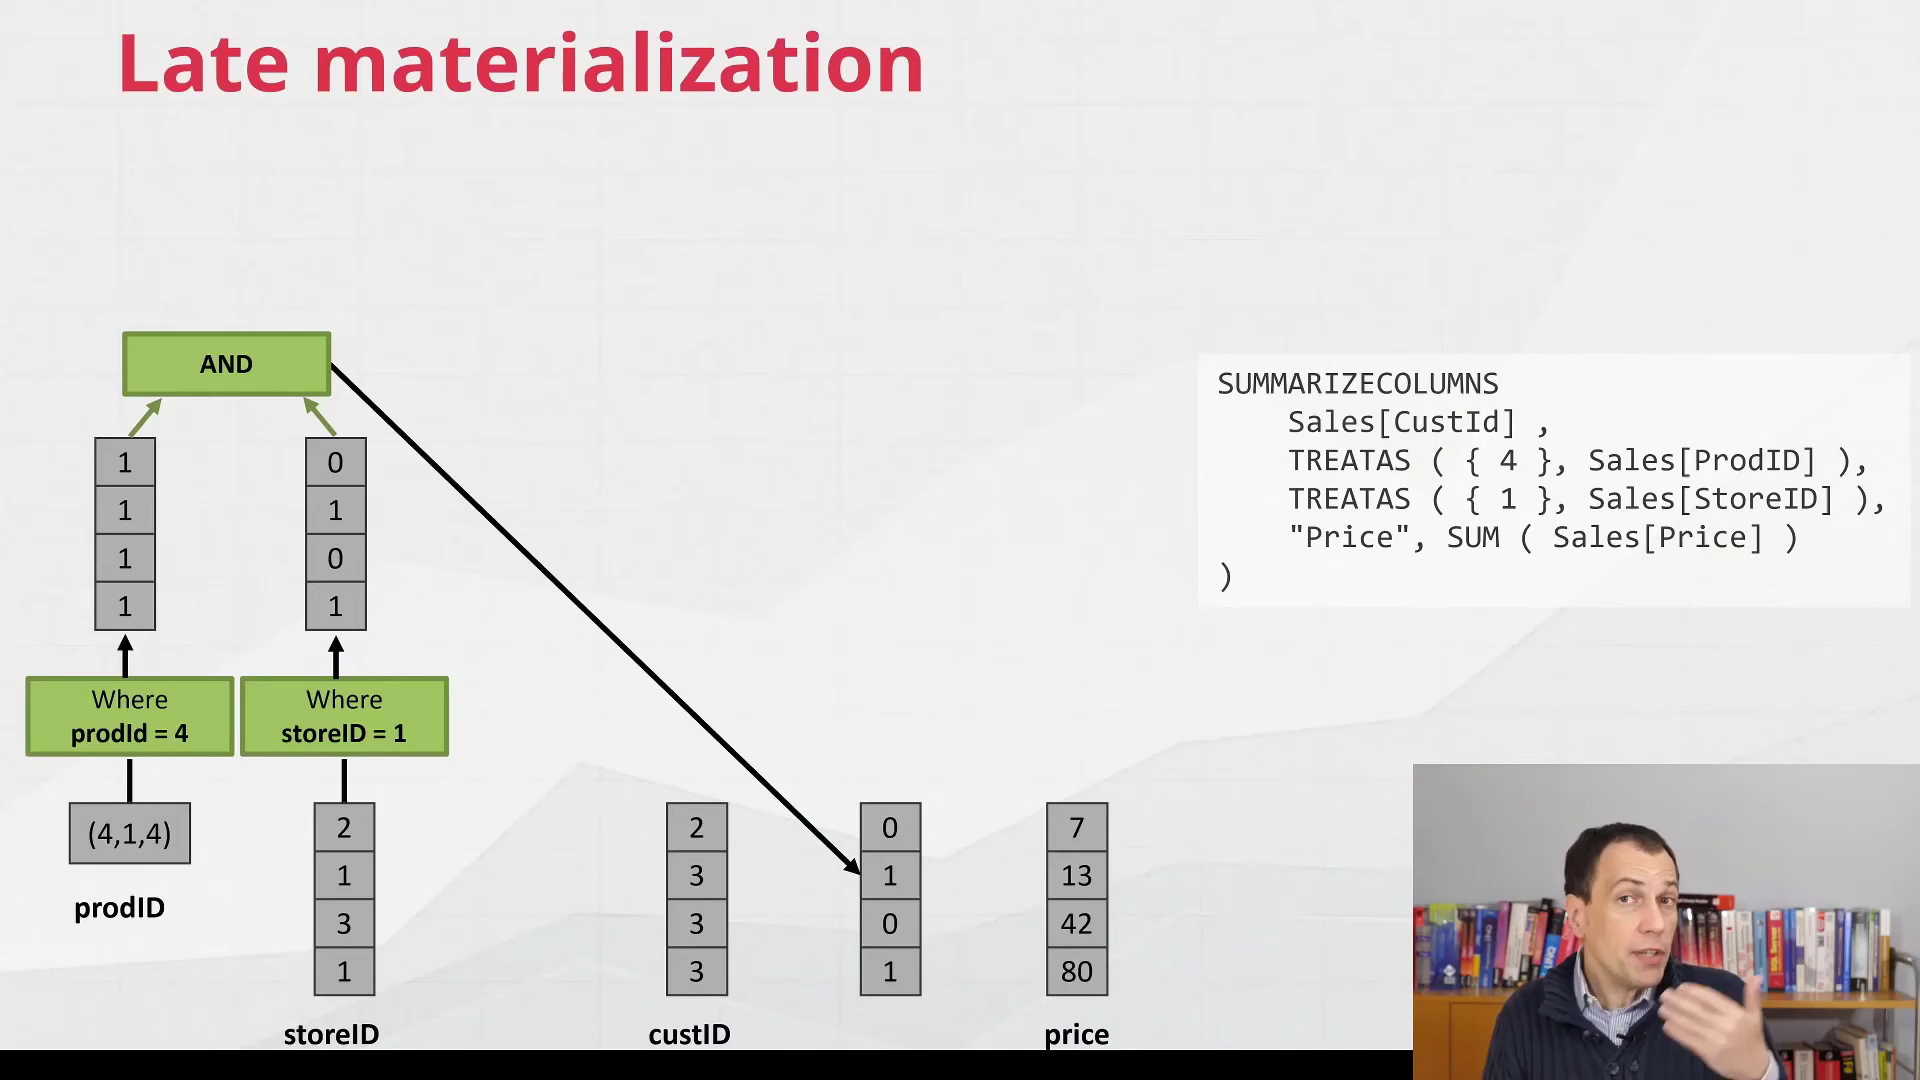 Late materialization
AND
1 0
1 1
1 0
1 1
Where
prodId = 4
Where
storeID = 1
(4,1,4)
prodID
2
1
3
1
storeID
2
3
3
3
custID
0
1
0
1
7
13
42
80
price
SUMMARIZECOLUMNS
Sales[CustId] ,
TREATAS ( { 4 }, Sales[ProdID] ),
TREATAS ( { 1 }, Sales[StoreID] ),
"Price", SUM ( Sales[Price] )
)